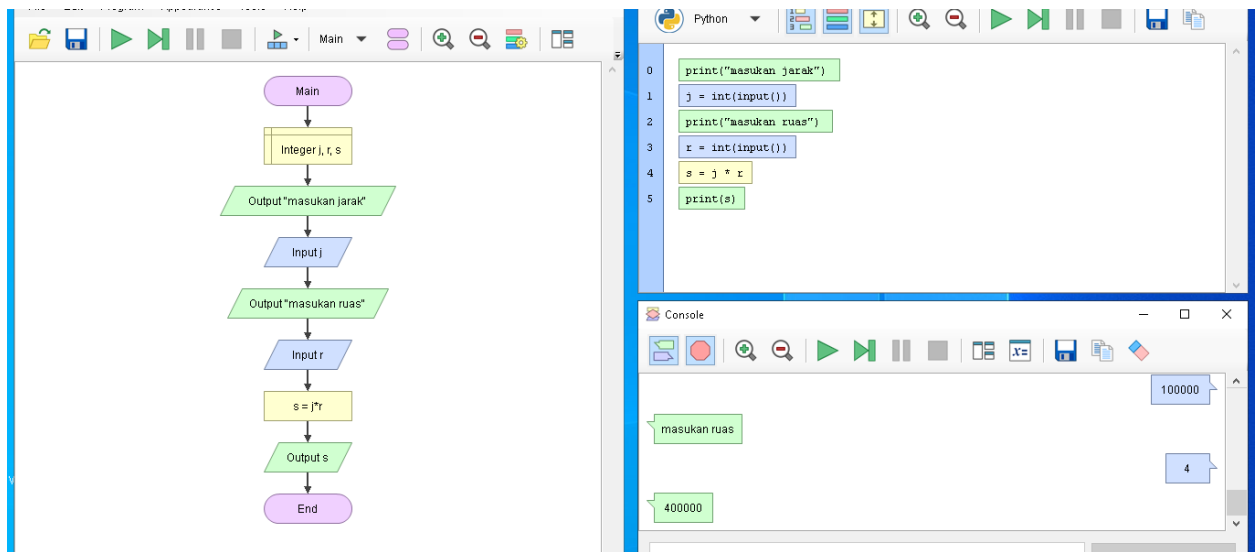 Main
Main
Integer j, r, s
Output "masukan jarak"
Input j
Output "masukan ruas"
Input r
s = j*r
Output s
End
Python
0 print("masukan jarak")
1 j = int(input())
2 print("masukan ruas")
3 r = int(input())
4 s = j * r
5 print(s)
Console
100000
masukan ruas
4
400000